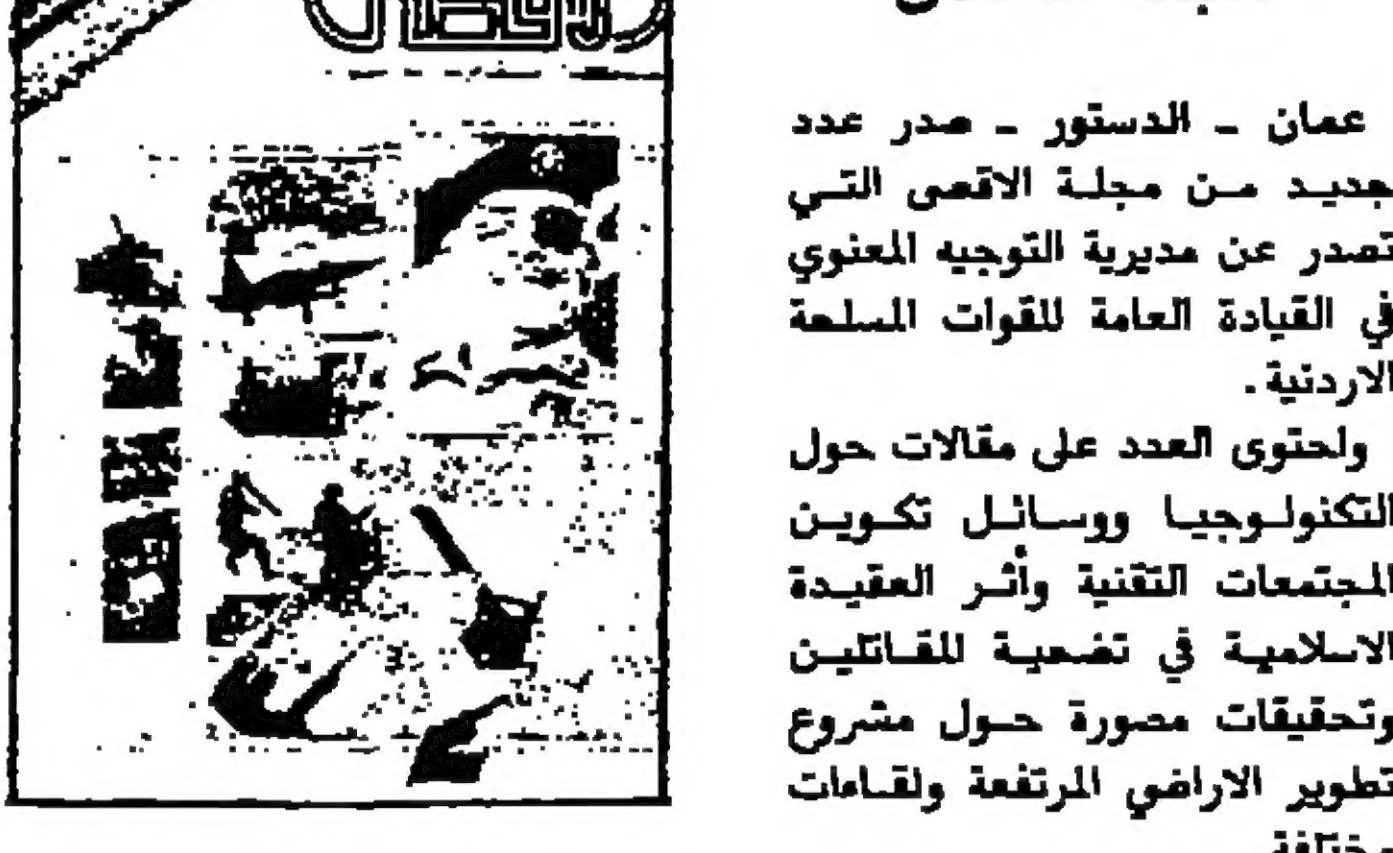 عمان - الدستور - صدر عدد
جديد من مجلة الاقصى التي
تصدر عن مديرية التوجيه المعنوي
في القيادة العامة للقوات المسلحة
الاردنية.
واحتوى العدد على مقالات حول
التكنولوجيا ووسائل تكوين
المجتمعات التقنية وأثر العقيدة
الاسلامية في تضحية المقاتلين
وتحقيقات مصورة حول مشروع
تطوير الاراضي المرتفعة ولقاءات
مختلفة